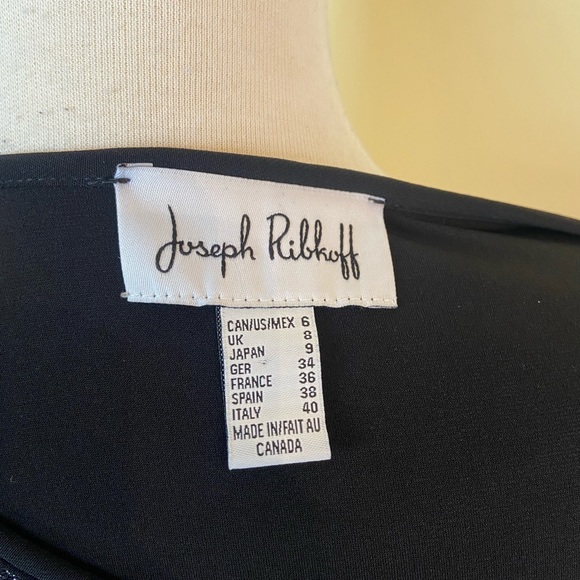 Joseph Ribkoff
CAN/US/MEX 6
UK 8
JAPAN 9
GER 34
FRANCE 36
SPAIN 38
ITALY 40
MADE IN/FAIT AU
CANADA